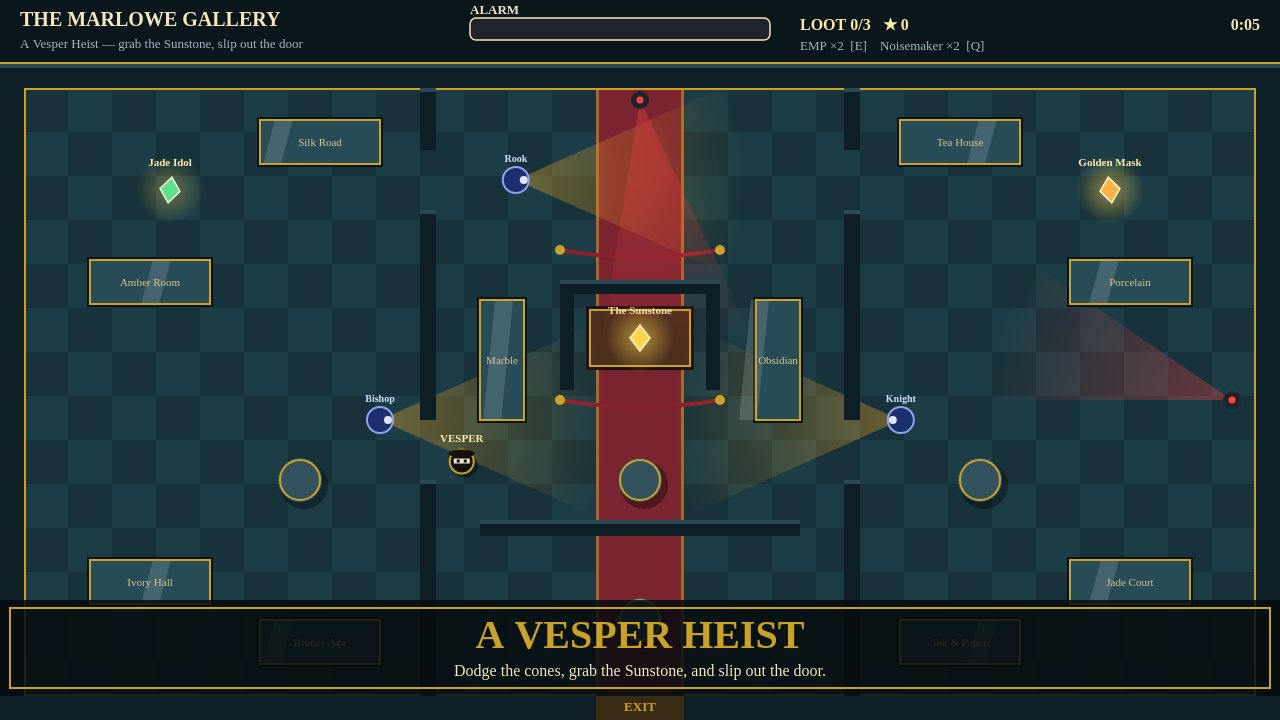 THE MARLOWE GALLERY
A Vesper Heist — grab the Sunstone, slip out the door
ALARM
LOOT 0/3 ★ 0
EMP ×2 [E] Noisemaker ×2 [Q]
0:05
Silk Road
Tea House
Rook
Jade Idol
Golden Mask
Amber Room
Porcelain
The Sunstone
Marble
Obsidian
Bishop
Knight
VESPER
Ivory Hall
Jade Court
Bronze Age
Ink & Paper
A VESPER HEIST
Dodge the cones, grab the Sunstone, and slip out the door.
EXIT